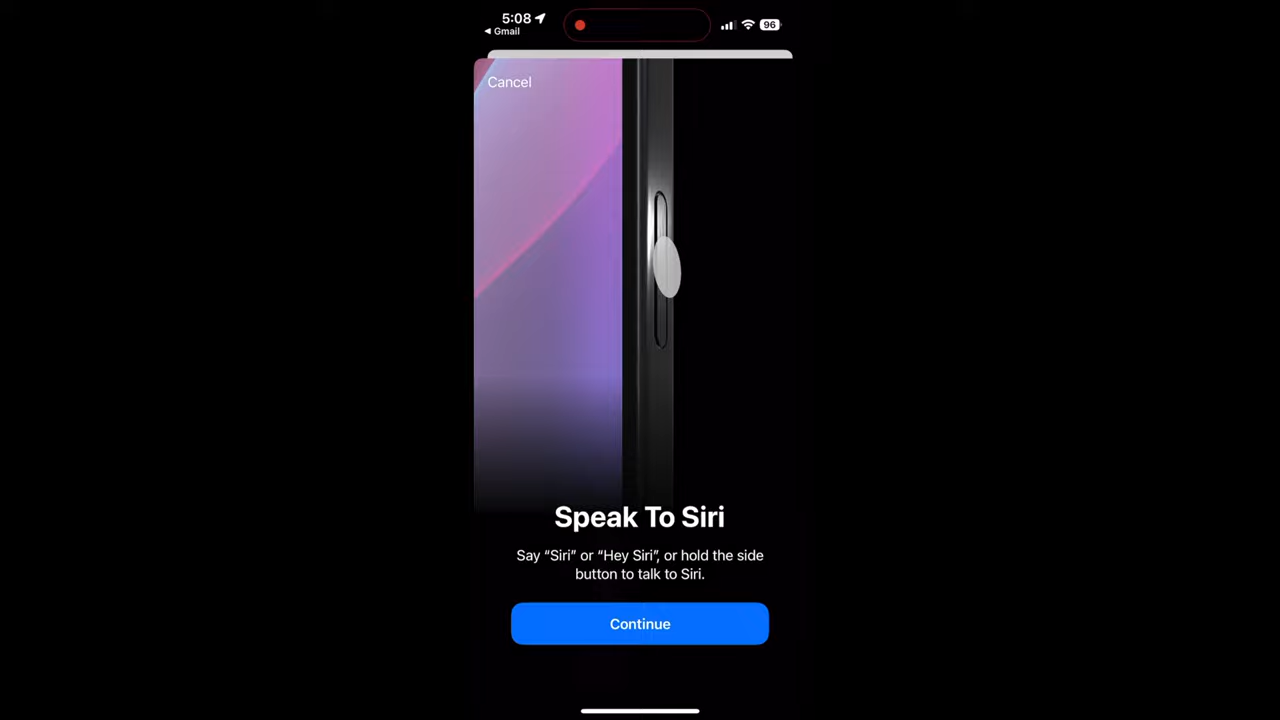 5:08
96
◀ Gmail
Cancel
Speak To Siri
Say “Siri” or “Hey Siri”, or hold the side
button to talk to Siri.
Continue